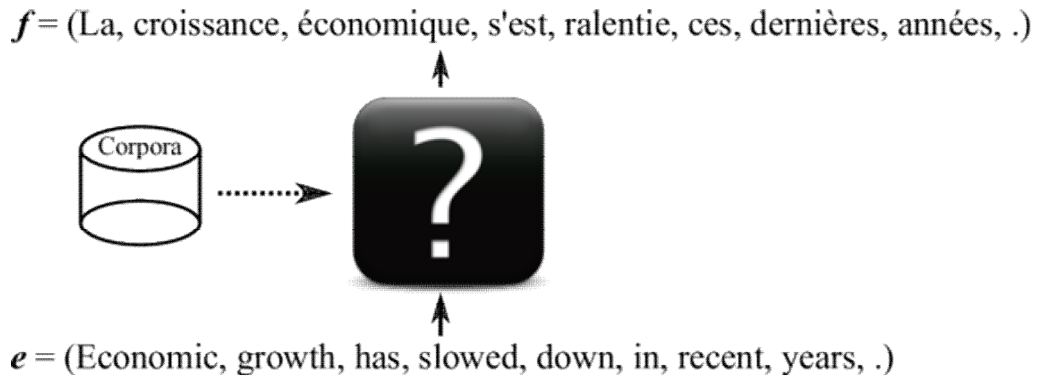 f = (La, croissance, économique, s'est, ralentie, ces, dernières, années, .)
Corpora
?
e = (Economic, growth, has, slowed, down, in, recent, years, .)